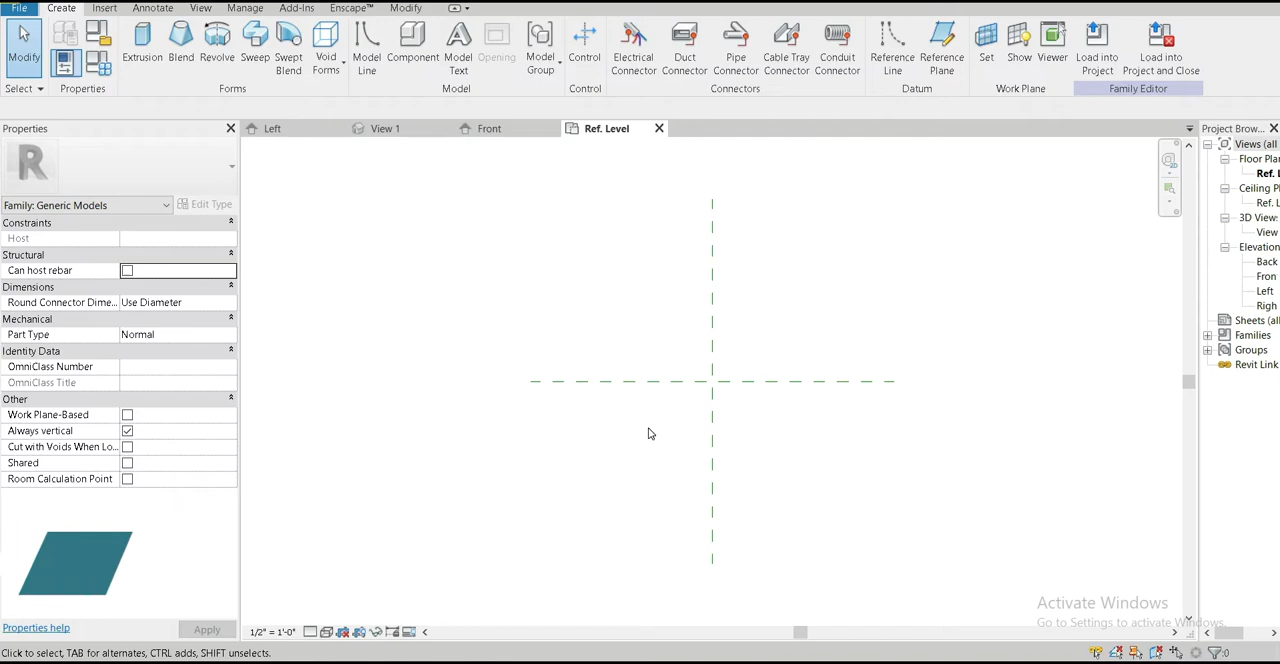 File Create Insert Annotate View Manage Add-Ins Enscape™ Modify
Modify Extrusion Blend Revolve Sweep Swept Blend Void Forms Model Line Component Model Text Opening Model Group Control Electrical Connector Duct Connector Pipe Connector Cable Tray Connector Conduit Connector Reference Line Reference Plane Set Show Viewer Load into Project Load into Project and Close
Select Properties Forms Model Control Connectors Datum Work Plane Family Editor
Properties Left View 1 Front Ref. Level Project Brow...
R
Family: Generic Models Edit Type
Constraints
Host
Structural
Can host rebar
Dimensions
Round Connector Dime... Use Diameter
Mechanical
Part Type Normal
Identity Data
OmniClass Number
OmniClass Title
Other
Work Plane-Based
Always vertical
Cut with Voids When Lo...
Shared
Room Calculation Point
Properties help Apply
2D
Views (all
Floor Plan
Ref. L
Ceiling P
Ref. L
3D View
View
Elevation
Back
Fron
Left
Righ
Sheets (all
Families
Groups
Revit Link
Activate Windows
Go to Settings to activate Windows.
1/2" = 1'-0"
Click to select, TAB for alternates, CTRL adds, SHIFT unselects.
:0